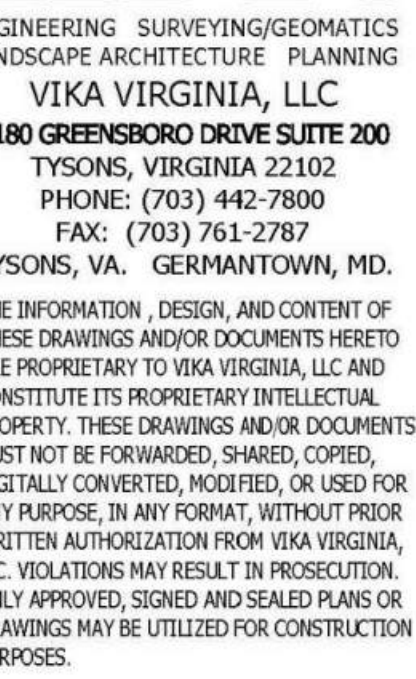 GINEERING SURVEYING/GEOMATICS
NDSCAPE ARCHITECTURE PLANNING
VIKA VIRGINIA, LLC
180 GREENSBORO DRIVE SUITE 200
TYSONS, VIRGINIA 22102
PHONE: (703) 442-7800
FAX: (703) 761-2787
YSONS, VA. GERMANTOWN, MD.
HE INFORMATION , DESIGN, AND CONTENT OF
HESE DRAWINGS AND/OR DOCUMENTS HERETO
RE PROPRIETARY TO VIKA VIRGINIA, LLC AND
ONSTITUTE ITS PROPRIETARY INTELLECTUAL
ROPERTY. THESE DRAWINGS AND/OR DOCUMENTS
UST NOT BE FORWARDED, SHARED, COPIED,
IGITALLY CONVERTED, MODIFIED, OR USED FOR
NY PURPOSE, IN ANY FORMAT, WITHOUT PRIOR
RITTEN AUTHORIZATION FROM VIKA VIRGINIA,
C. VIOLATIONS MAY RESULT IN PROSECUTION.
NLY APPROVED, SIGNED AND SEALED PLANS OR
RAWINGS MAY BE UTILIZED FOR CONSTRUCTION
RPOSES.